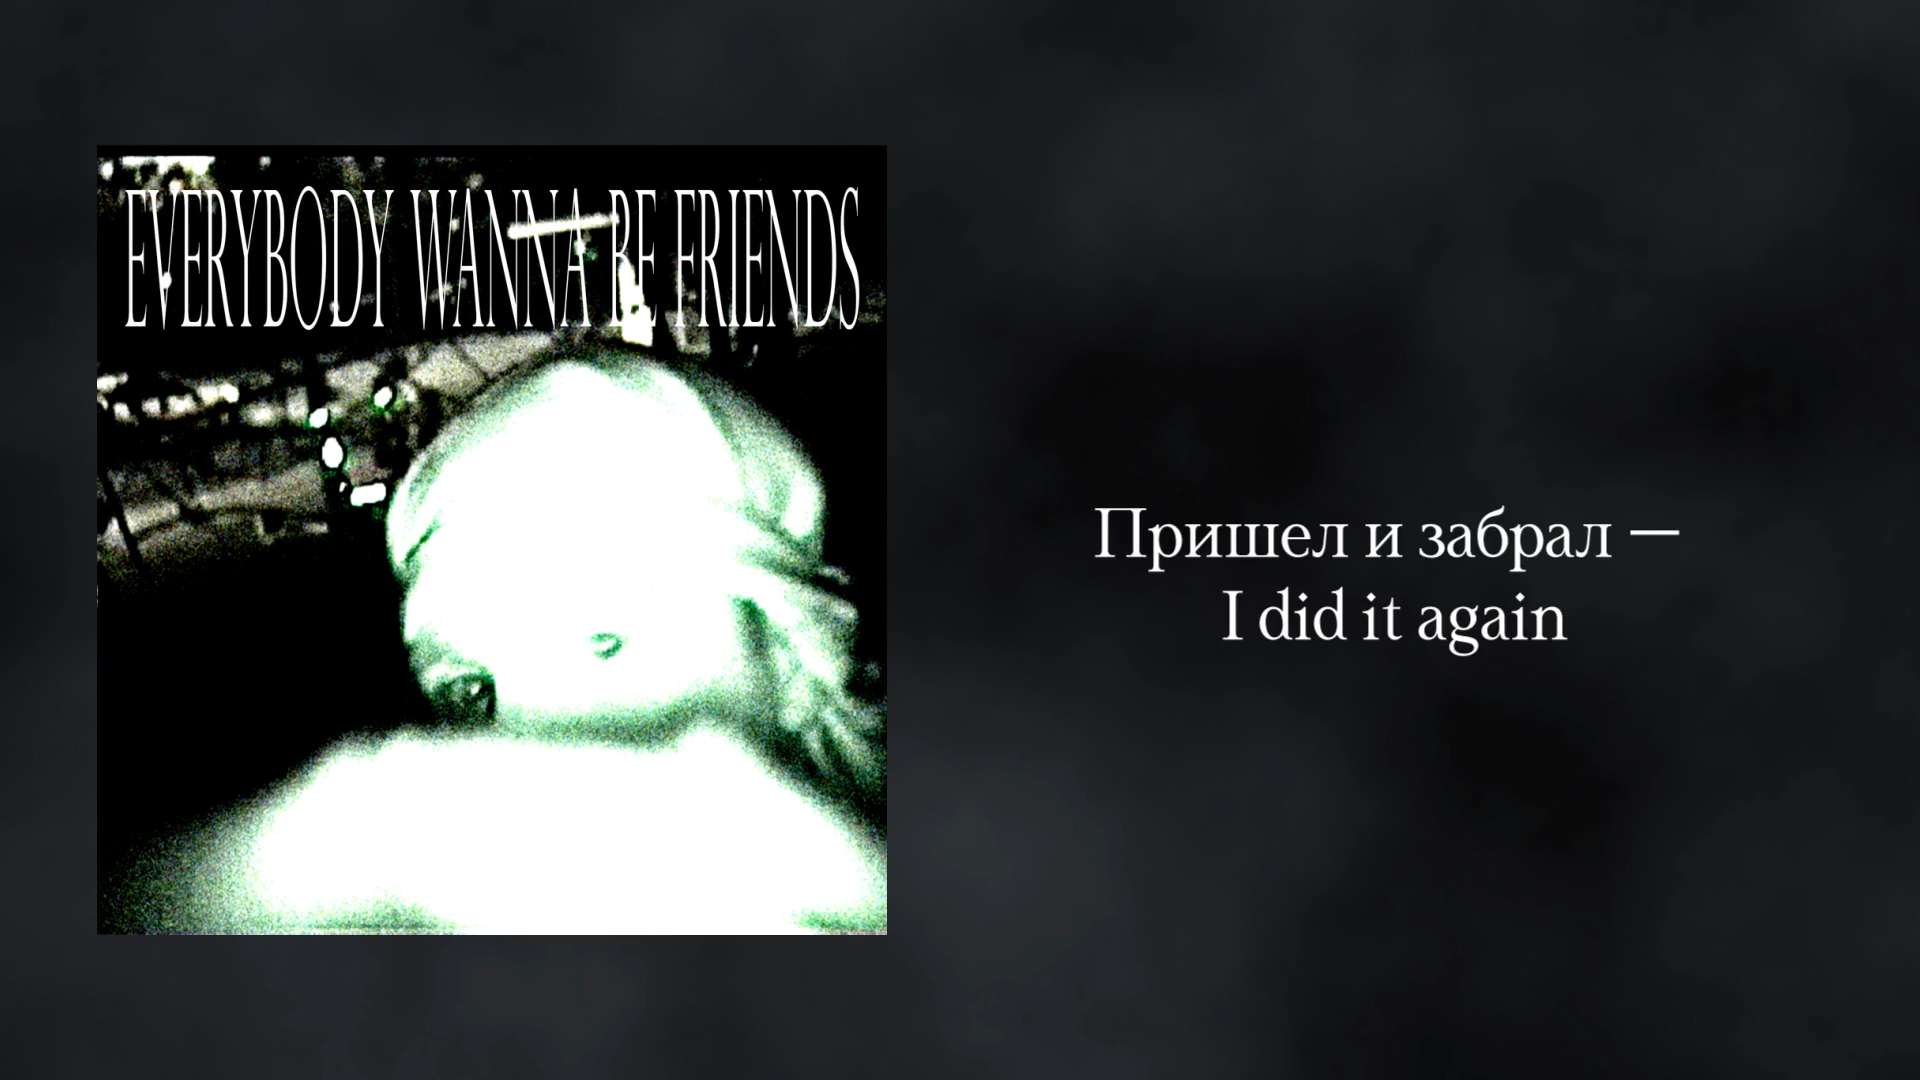 EVERYBODY WANNA BE FRIENDS
Пришел и забрал —
I did it again